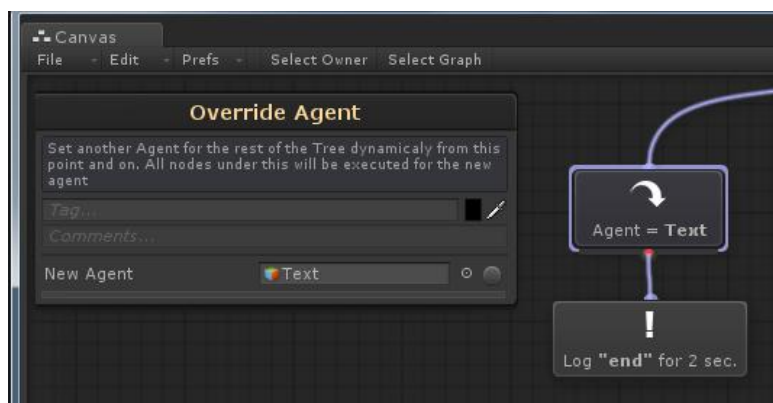 Canvas
File Edit Prefs Select Owner Select Graph
Override Agent
Set another Agent for the rest of the Tree dynamicaly from this
point and on. All nodes under this will be executed for the new
agent
Tag...
Comments...
New Agent Text
Agent = Text
!
Log "end" for 2 sec.